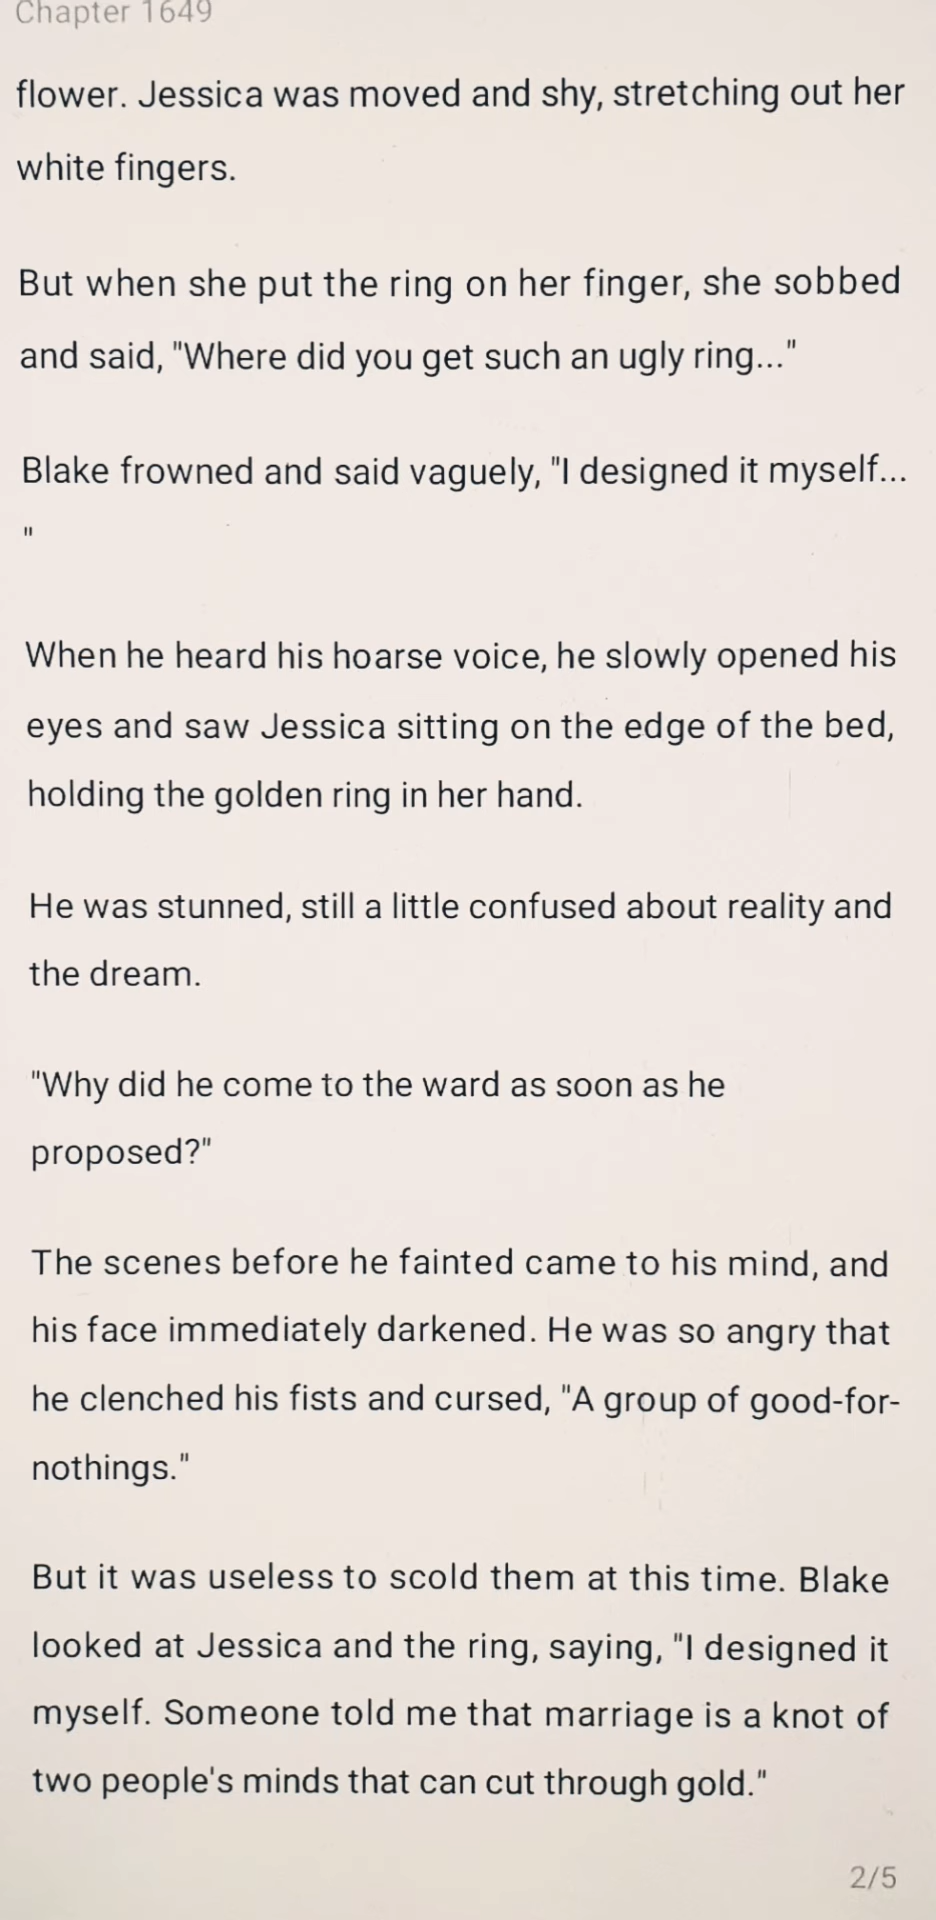 Chapter 1649
flower. Jessica was moved and shy, stretching out her
white fingers.
But when she put the ring on her finger, she sobbed
and said, "Where did you get such an ugly ring..."
Blake frowned and said vaguely, "I designed it myself...
"
When he heard his hoarse voice, he slowly opened his
eyes and saw Jessica sitting on the edge of the bed,
holding the golden ring in her hand.
He was stunned, still a little confused about reality and
the dream.
"Why did he come to the ward as soon as he
proposed?"
The scenes before he fainted came to his mind, and
his face immediately darkened. He was so angry that
he clenched his fists and cursed, "A group of good-for-
nothings."
But it was useless to scold them at this time. Blake
looked at Jessica and the ring, saying, "I designed it
myself. Someone told me that marriage is a knot of
two people's minds that can cut through gold."
2/5